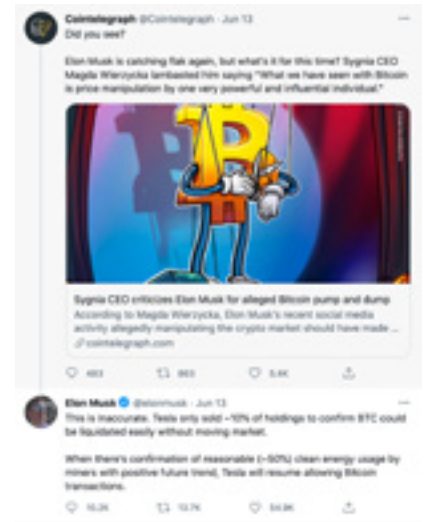 Cointelegraph @Cointelegraph · Jun 13
Did you see?
Elon Musk is catching flak again, but what's it for this time? Sygnia CEO
Magda Wierzycka lambasted him saying "What we have seen with Bitcoin
is price manipulation by one very powerful and influential individual."
Sygnia CEO criticizes Elon Musk for alleged Bitcoin pump and dump
According to Magda Wierzycka, Elon Musk's recent social media
activity allegedly manipulating the crypto market should have made ...
cointelegraph.com
5.4K
Elon Musk @elonmusk · Jun 13
This is inaccurate. Tesla only sold ~10% of holdings to confirm BTC could
be liquidated easily without moving market.
When there's confirmation of reasonable (~50%) clean energy usage by
miners with positive future trend, Tesla will resume allowing Bitcoin
transactions.